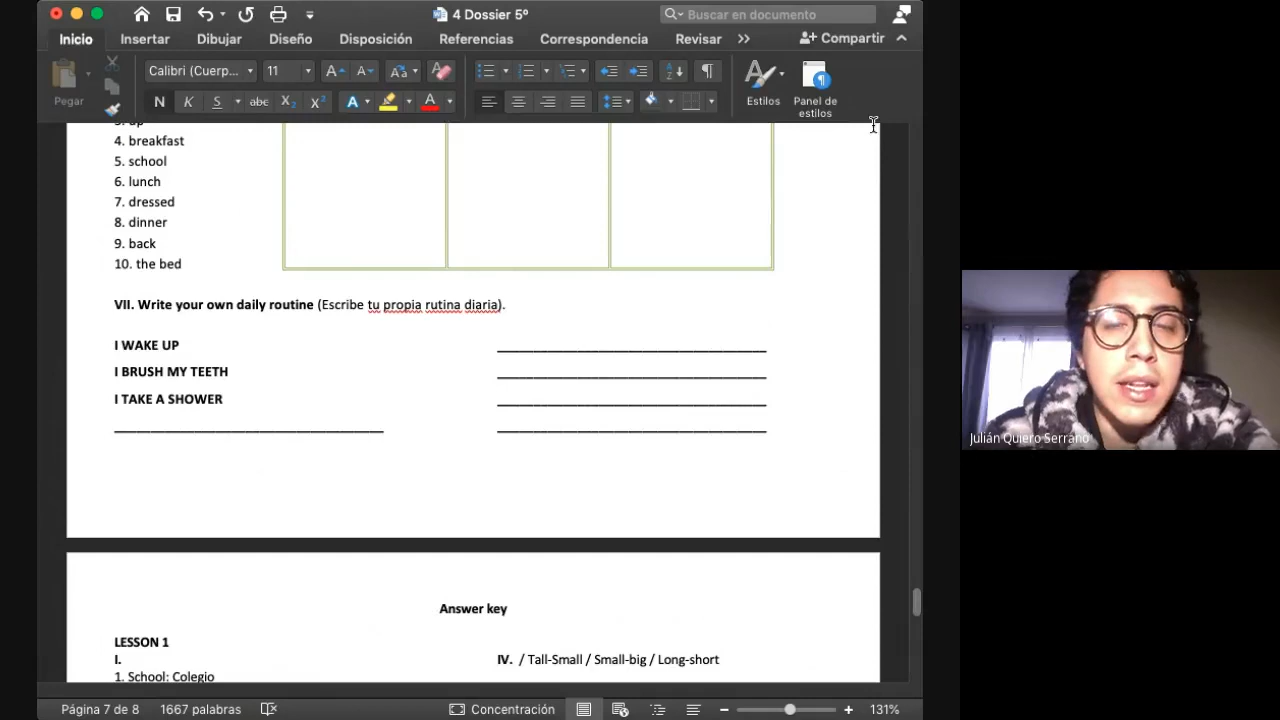 4 Dossier 5º
Buscar en documento
Inicio
Insertar
Dibujar
Diseño
Disposición
Referencias
Correspondencia
Revisar
Compartir
Pegar
Calibri (Cuerp...
11
N K S abc X₂ X² A A
Estilos
Panel de
estilos
4. breakfast
5. school
6. lunch
7. dressed
8. dinner
9. back
10. the bed
VII. Write your own daily routine (Escribe tu propia rutina diaria).
I WAKE UP
I BRUSH MY TEETH
I TAKE A SHOWER
Answer key
LESSON 1
I.
IV. / Tall-Small / Small-big / Long-short
1. School: Colegio
Julián Quiero Serrano
Página 7 de 8
1667 palabras
Concentración
131%